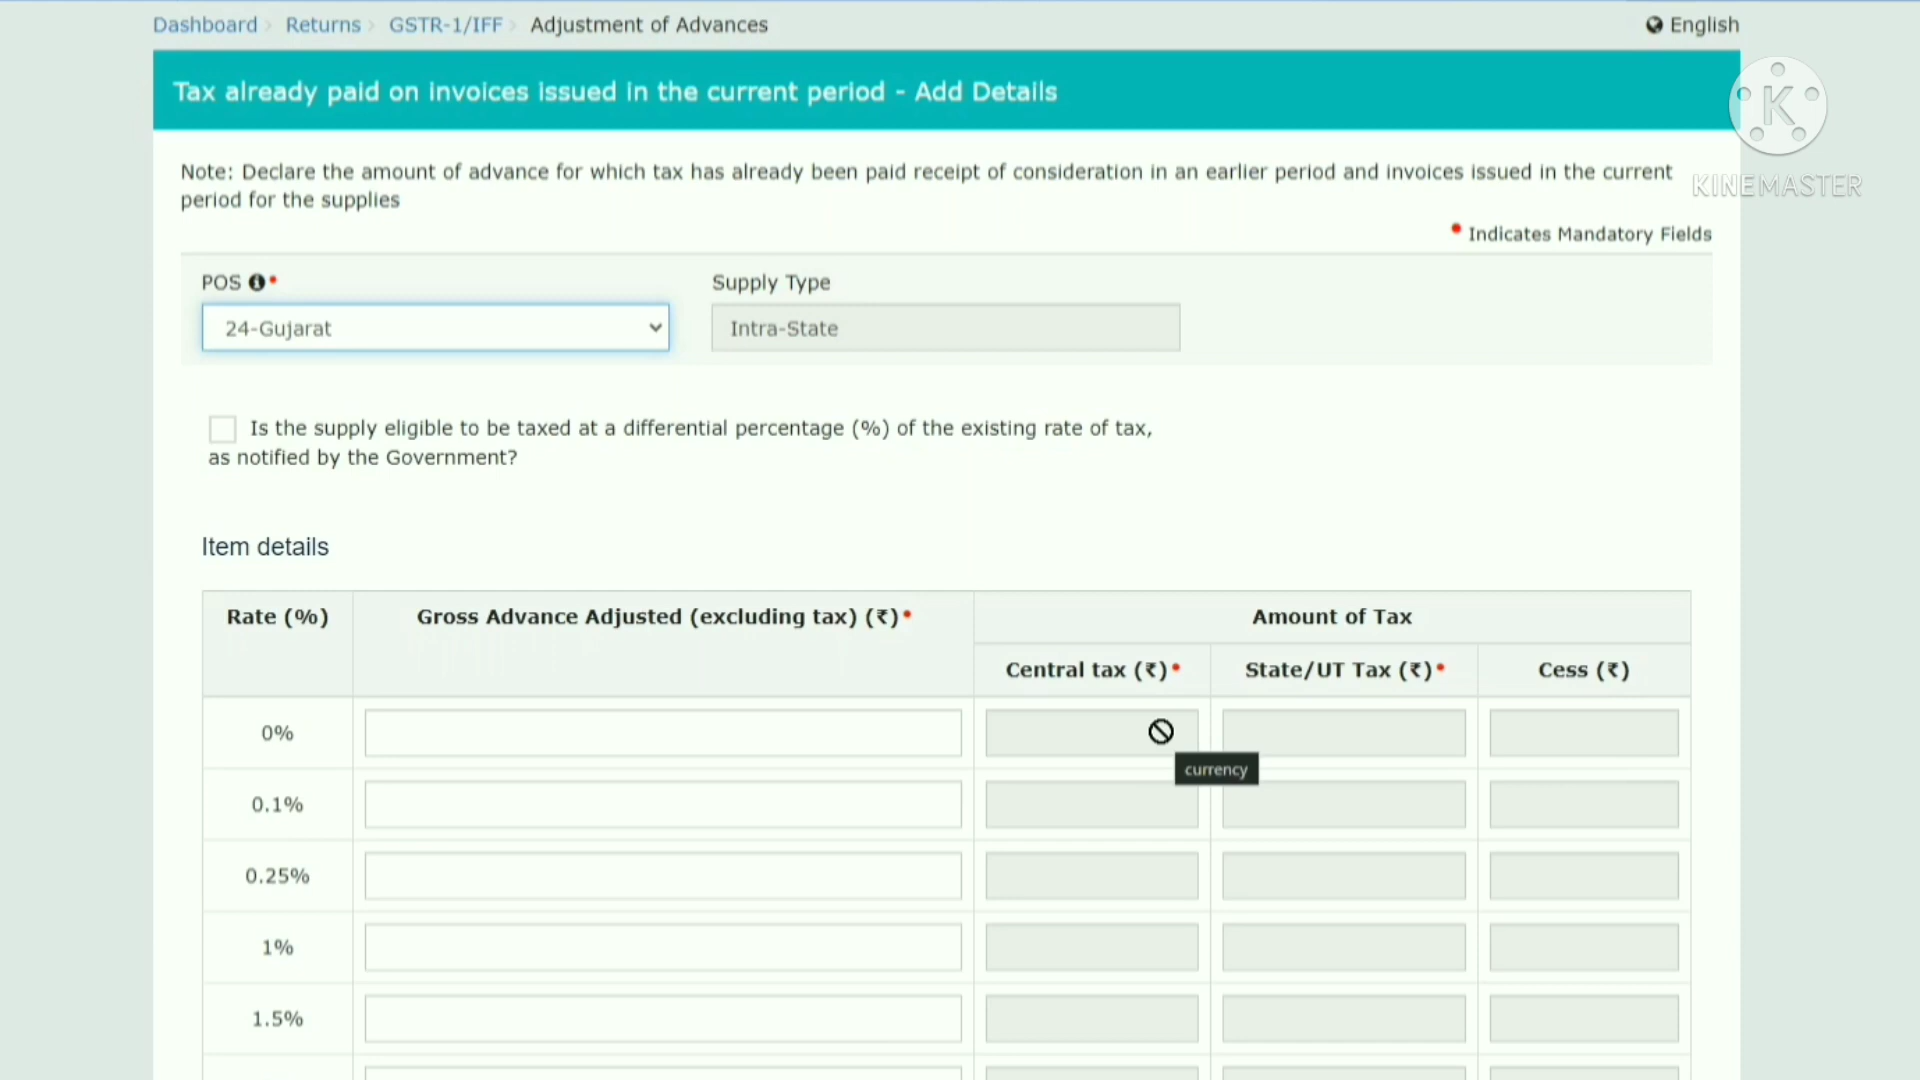 Dashboard > Returns > GSTR-1/IFF > Adjustment of Advances
English
Tax already paid on invoices issued in the current period - Add Details
K
KINEMASTER
Note: Declare the amount of advance for which tax has already been paid receipt of consideration in an earlier period and invoices issued in the current
period for the supplies
• Indicates Mandatory Fields
POS •
Supply Type
24-Gujarat
Intra-State
Is the supply eligible to be taxed at a differential percentage (%) of the existing rate of tax,
as notified by the Government?
Item details
Rate (%)
Gross Advance Adjusted (excluding tax) (₹) •
Amount of Tax
Central tax (₹) •
State/UT Tax (₹) •
Cess (₹)
0%
currency
0.1%
0.25%
1%
1.5%